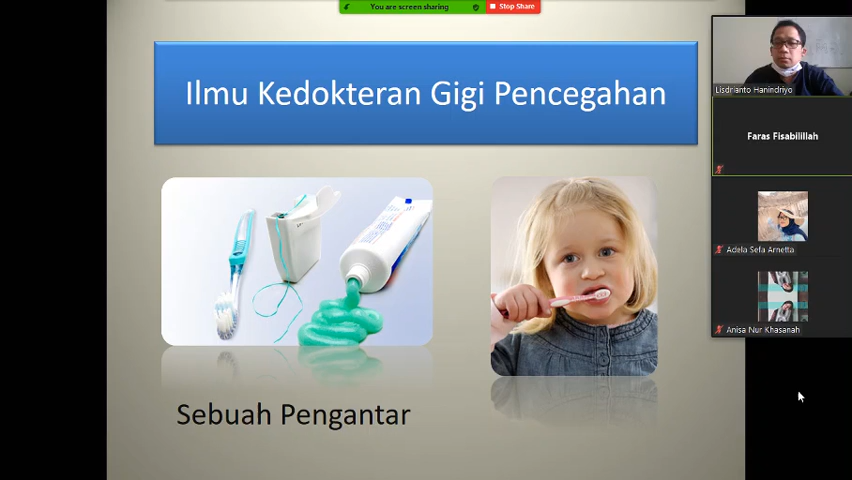 You are screen sharing
Stop Share
Ilmu Kedokteran Gigi Pencegahan
Sebuah Pengantar
Lisdrianto Hanindriyo
Faras Fisabilillah
Adela Sefa Arnetta
Anisa Nur Khasanah